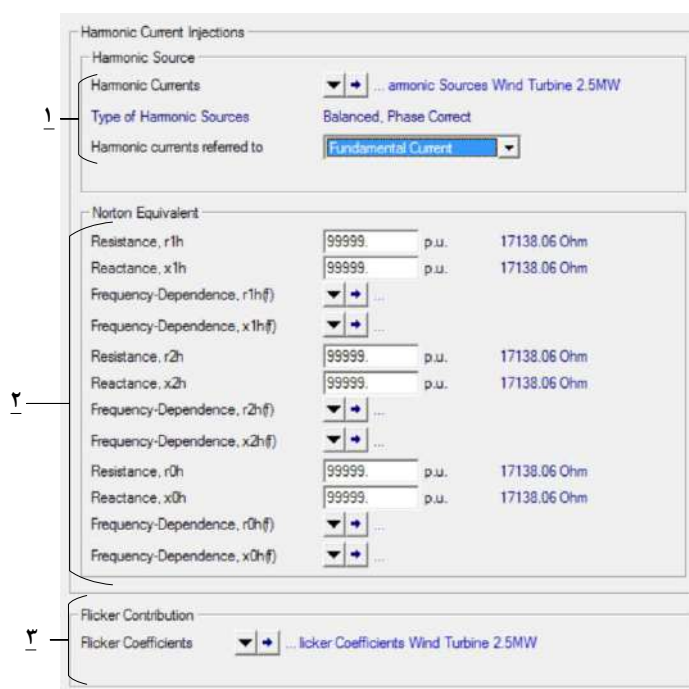 Harmonic Current Injections
Harmonic Source
Harmonic Currents ... armonic Sources Wind Turbine 2.5MW
۱
Type of Harmonic Sources Balanced, Phase Correct
Harmonic currents referred to Fundamental Current
Norton Equivalent
Resistance, r1h 99999. p.u. 17138.06 Ohm
Reactance, x1h 99999. p.u. 17138.06 Ohm
Frequency-Dependence, r1h(f) ...
Frequency-Dependence, x1h(f) ...
Resistance, r2h 99999. p.u. 17138.06 Ohm
Reactance, x2h 99999. p.u. 17138.06 Ohm
۲
Frequency-Dependence, r2h(f) ...
Frequency-Dependence, x2h(f) ...
Resistance, r0h 99999. p.u. 17138.06 Ohm
Reactance, x0h 99999. p.u. 17138.06 Ohm
Frequency-Dependence, r0h(f) ...
Frequency-Dependence, x0h(f) ...
Flicker Contribution
۳
Flicker Coefficients ... licker Coefficients Wind Turbine 2.5MW